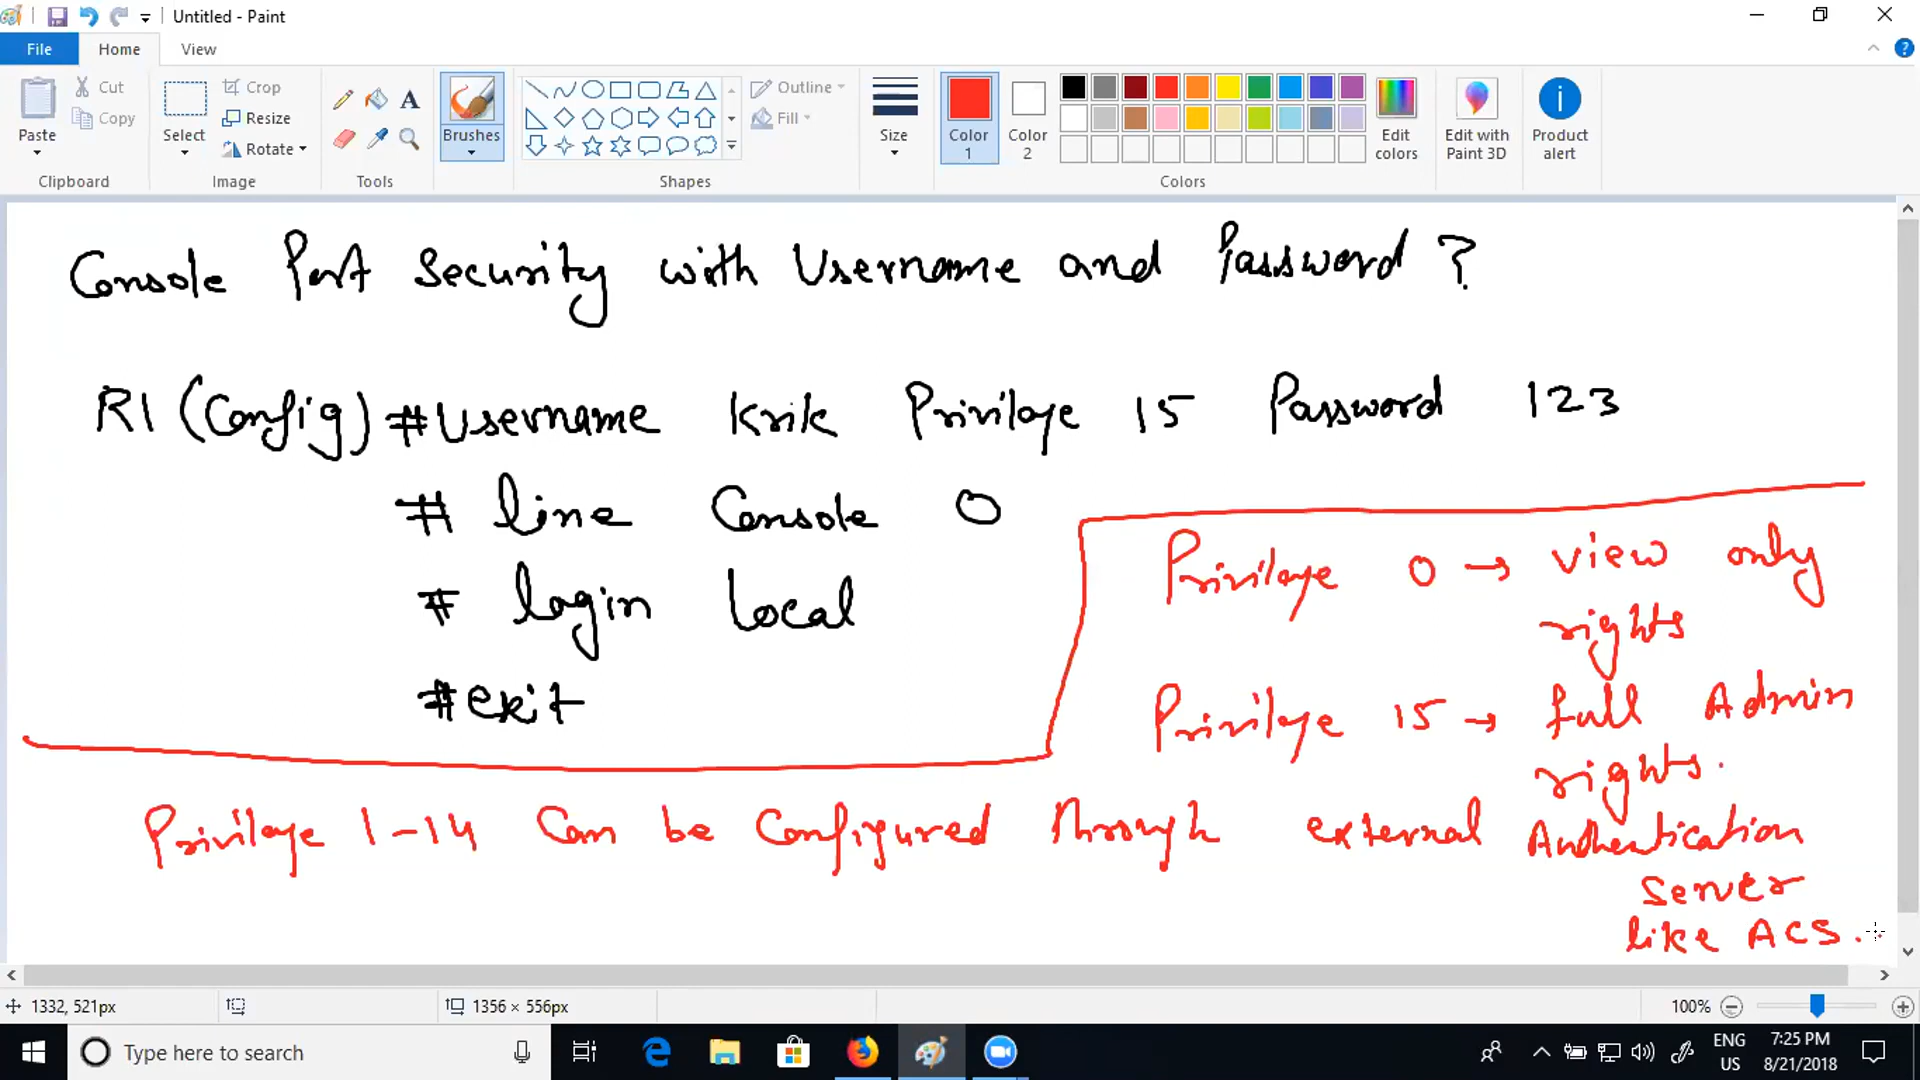 Untitled - Paint
File Home View
Paste
Cut
Copy
Clipboard
Select
Crop
Resize
Rotate
Image
A
Tools
Brushes
Outline
Fill
Shapes
Size
Color 1
Color 2
Edit colors
Colors
Edit with Paint 3D
Product alert
Console Port Security with Username and Password ?
R1 (Config) #Username Krik Privilage 15 Password 123
# line Console 0
# login local
#exit
Privilage 0 → view only
rights
Privilage 15 → full Admin
rights.
Privilage 1-14 Can be Configured through external Authentication
Server
like ACS.
1332, 521px
1356 × 556px
100%
Type here to search
ENG
US
7:25 PM
8/21/2018